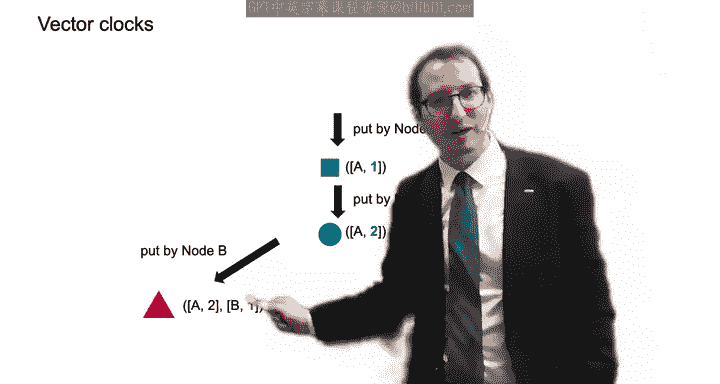 Vector clocks
put by Node
([A, 1])
put by
([A, 2])
put by Node B
([A, 2], [B, 1])